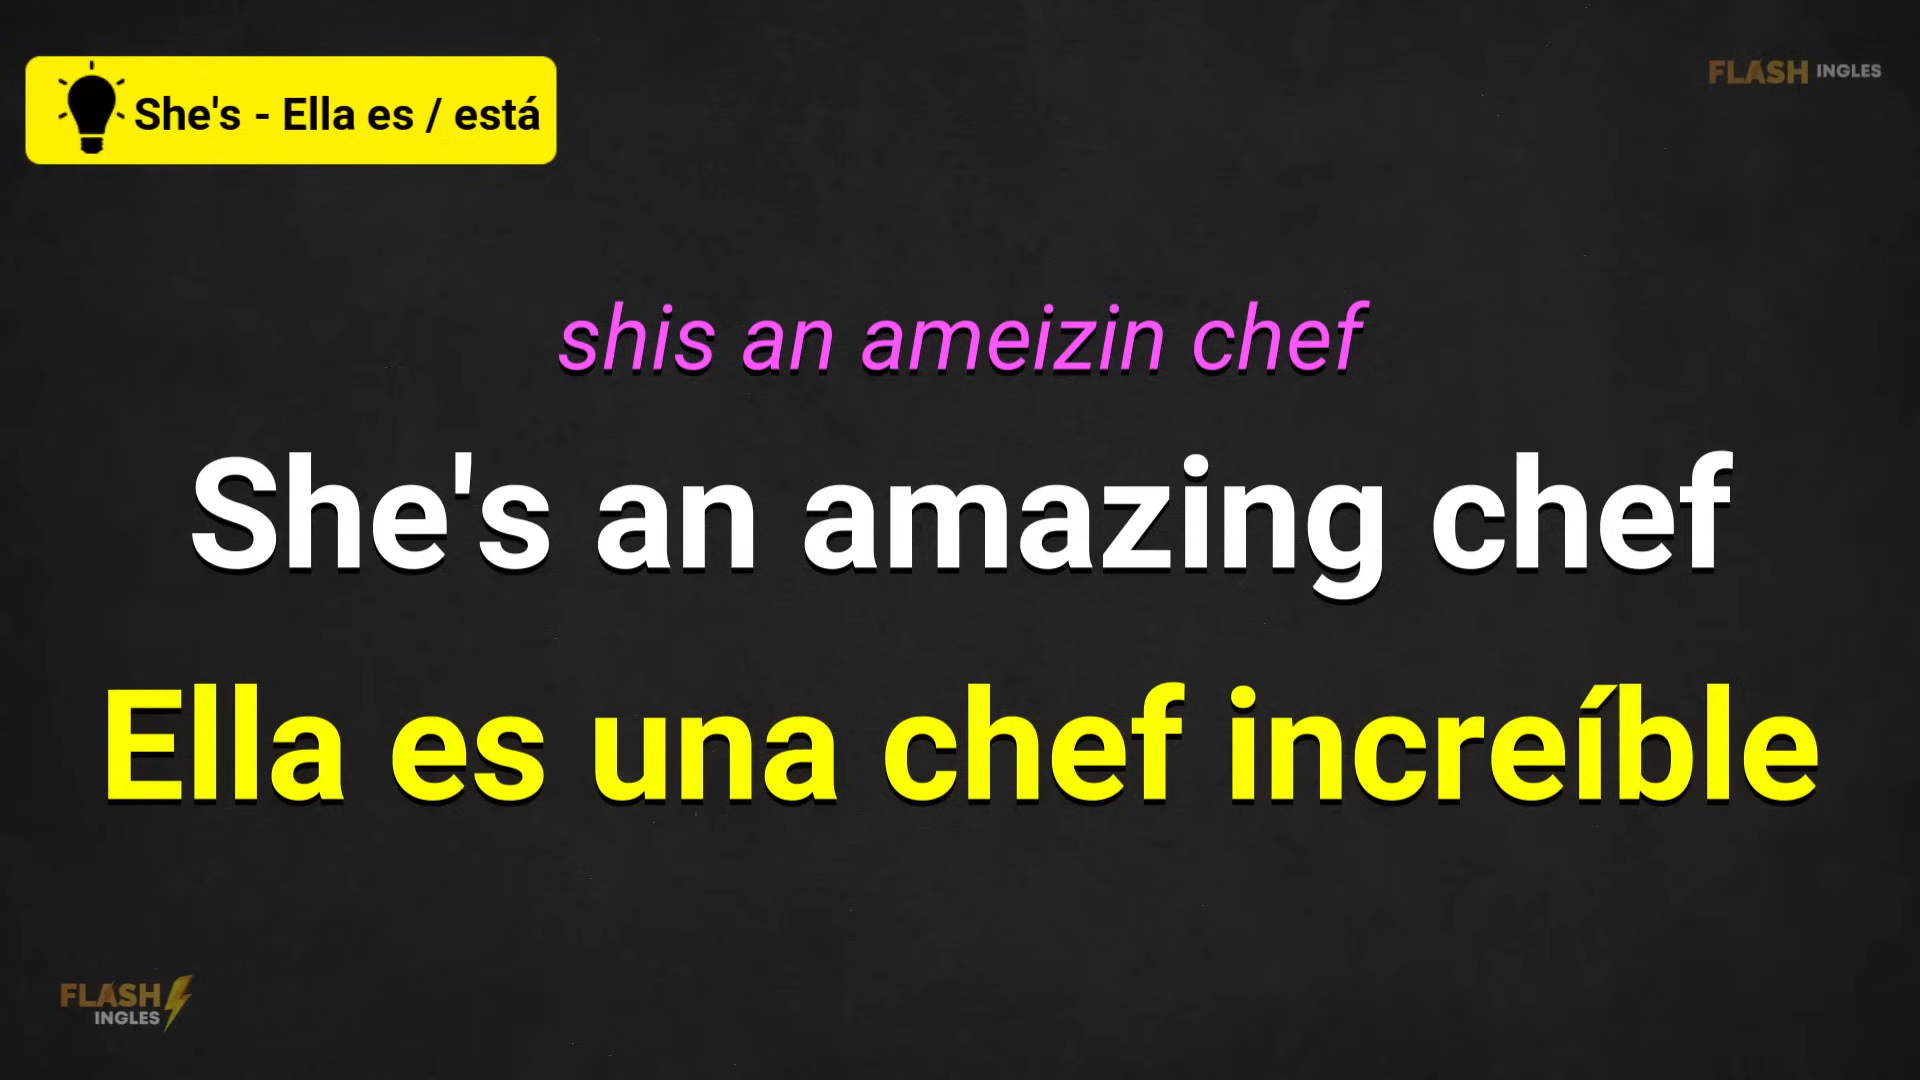 She's - Ella es / está
FLASH INGLES
shis an ameizin chef
She's an amazing chef
Ella es una chef increíble
FLASH
INGLES